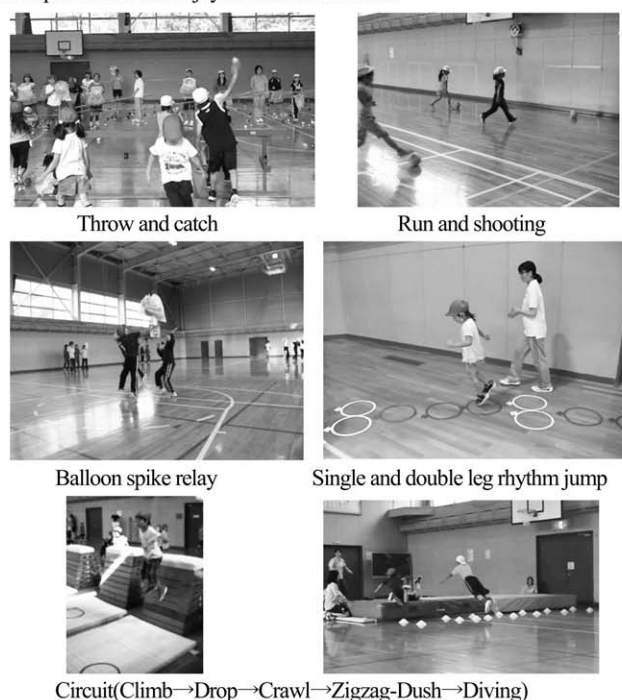 Throw and catch
Run and shooting
Balloon spike relay
Single and double leg rhythm jump
Circuit(Climb→Drop→Crawl→Zigzag-Dush→Diving)